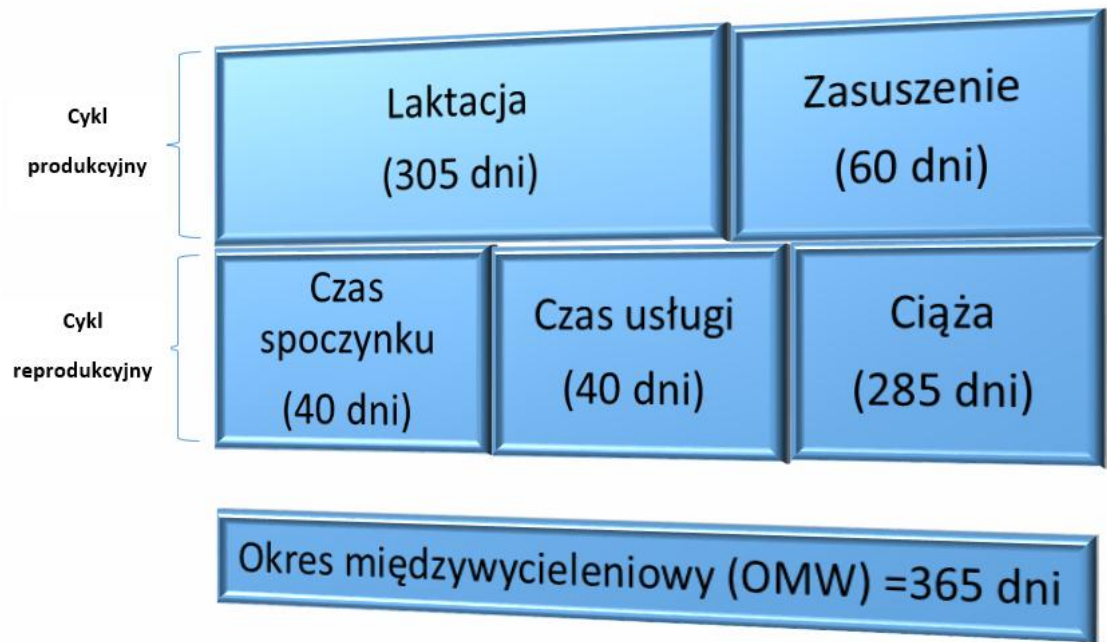 Cykl
produkcyjny
Laktacja
(305 dni)
Zasuszenie
(60 dni)
Cykl
reprodukcyjny
Czas
spoczynku
(40 dni)
Czas usługi
(40 dni)
Ciąża
(285 dni)
Okres międzywycieleniowy (OMW) =365 dni